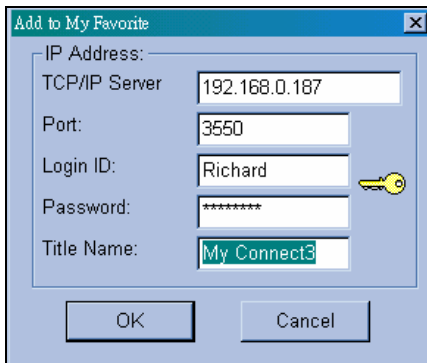 Add to My Favorite
IP Address:
TCP/IP Server 192.168.0.187
Port: 3550
Login ID: Richard
Password: ********
Title Name: My Connect3
OK Cancel